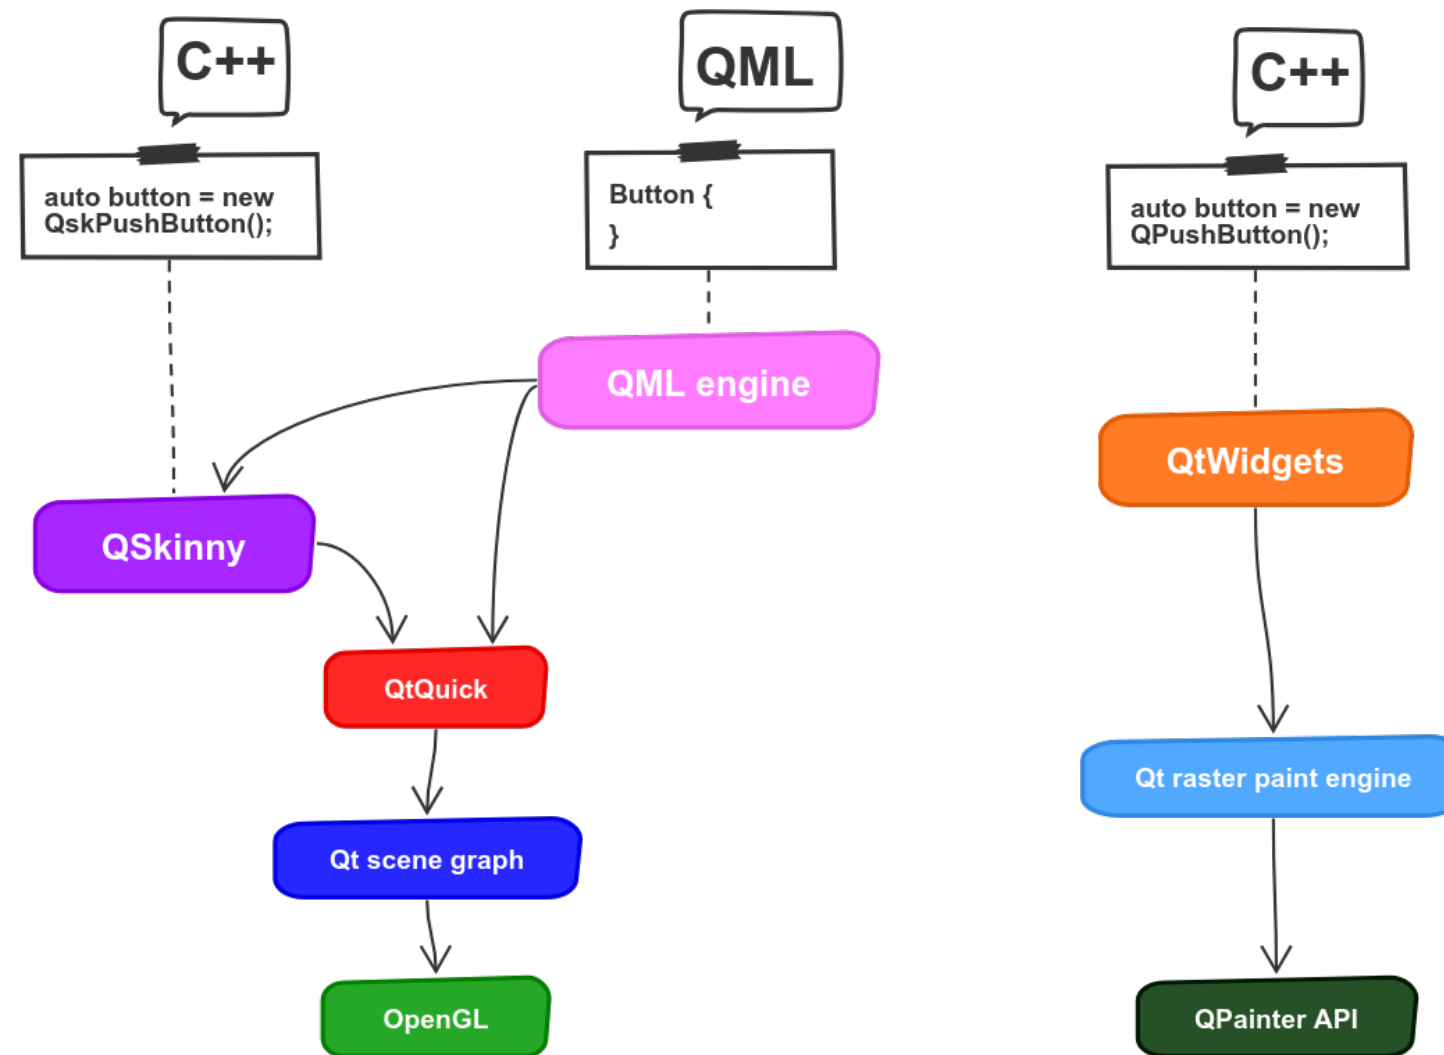 C++
QML
C++
auto button = new
QskPushButton();
Button {
}
auto button = new
QPushButton();
QML engine
QtWidgets
QSkinny
QtQuick
Qt raster paint engine
Qt scene graph
OpenGL
QPainter API